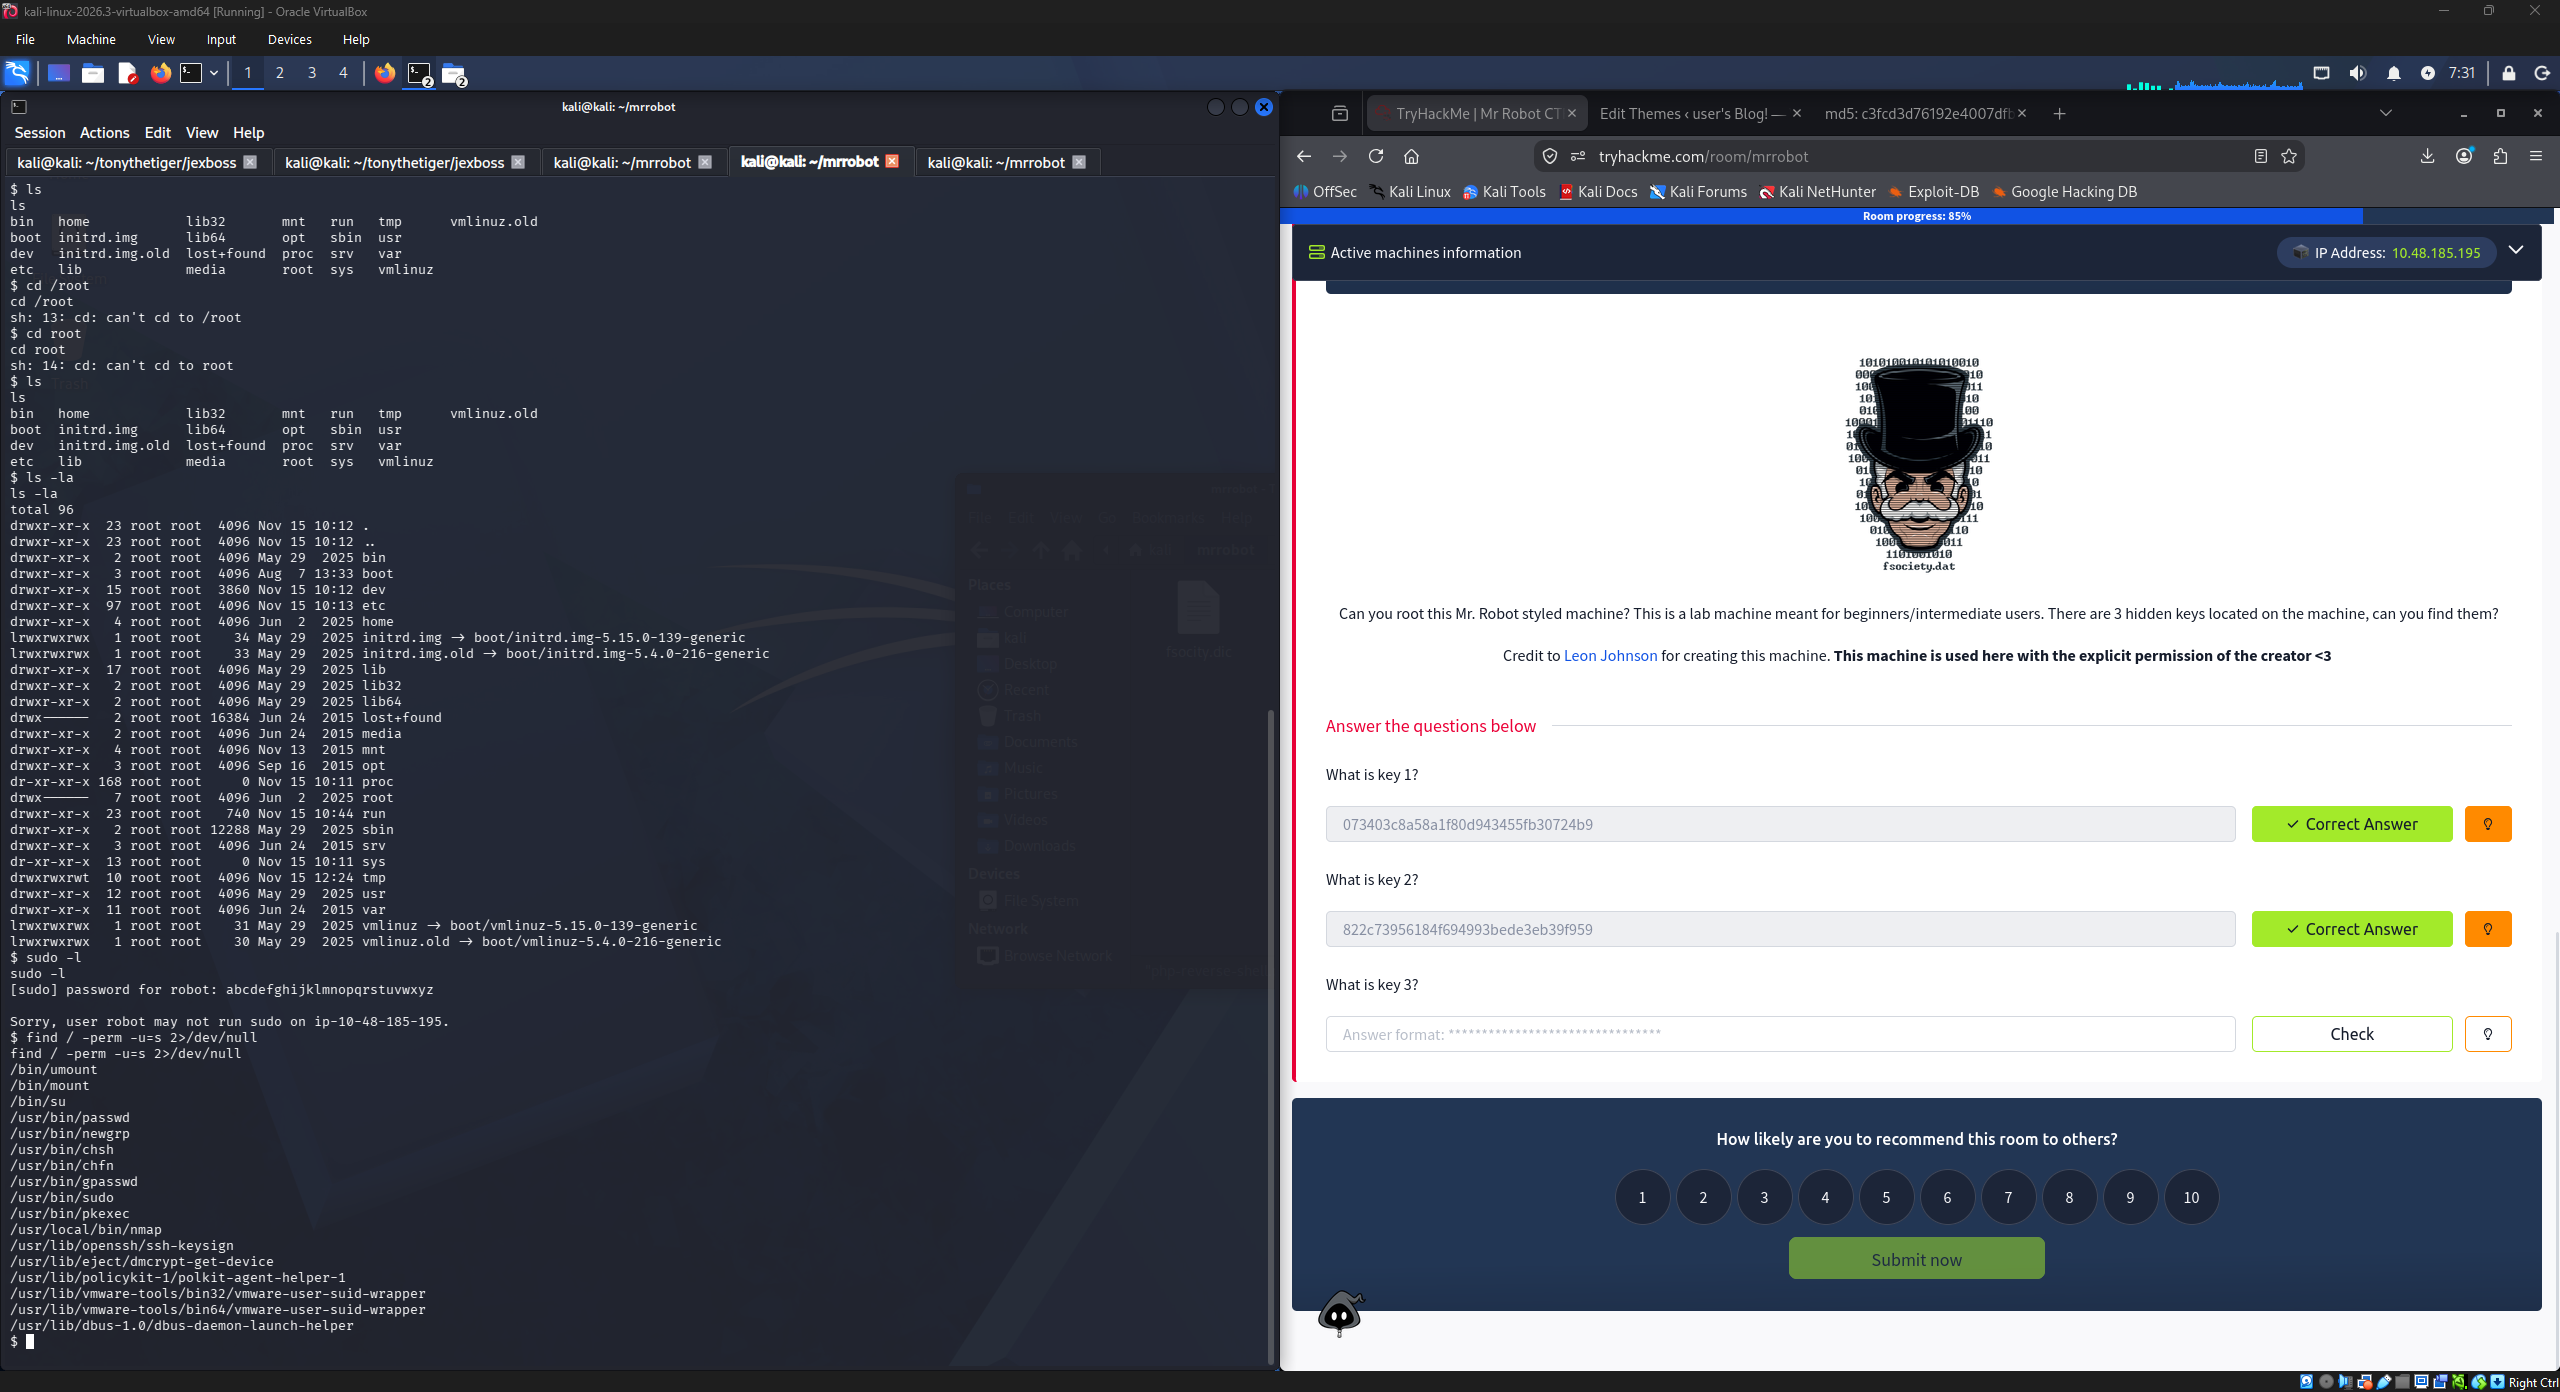 kali-linux-2026.3-virtualbox-amd64 [Running] - Oracle VirtualBox
File Machine View Input Devices Help
1 2 3 4 2 2 7:31
kali@kali: ~/mrrobot
Session Actions Edit View Help
kali@kali: ~/tonythetiger/jexboss kali@kali: ~/tonythetiger/jexboss kali@kali: ~/mrrobot kali@kali: ~/mrrobot kali@kali: ~/mrrobot
$ ls
ls
bin home lib32 mnt run tmp vmlinuz.old
boot initrd.img lib64 opt sbin usr
dev initrd.img.old lost+found proc srv var
etc lib media root sys vmlinuz
$ cd /root
cd /root
sh: 13: cd: can't cd to /root
$ cd root
cd root
sh: 14: cd: can't cd to root
$ ls
ls
bin home lib32 mnt run tmp vmlinuz.old
boot initrd.img lib64 opt sbin usr
dev initrd.img.old lost+found proc srv var
etc lib media root sys vmlinuz
$ ls -la
ls -la
total 96
drwxr-xr-x 23 root root 4096 Nov 15 10:12 .
drwxr-xr-x 23 root root 4096 Nov 15 10:12 ..
drwxr-xr-x 2 root root 4096 May 29 2025 bin
drwxr-xr-x 3 root root 4096 Aug 7 13:33 boot
drwxr-xr-x 15 root root 3860 Nov 15 10:12 dev
drwxr-xr-x 97 root root 4096 Nov 15 10:13 etc
drwxr-xr-x 4 root root 4096 Jun 2 2025 home
lrwxrwxrwx 1 root root 34 May 29 2025 initrd.img -> boot/initrd.img-5.15.0-139-generic
lrwxrwxrwx 1 root root 33 May 29 2025 initrd.img.old -> boot/initrd.img-5.4.0-216-generic
drwxr-xr-x 17 root root 4096 May 29 2025 lib
drwxr-xr-x 2 root root 4096 May 29 2025 lib32
drwxr-xr-x 2 root root 4096 May 29 2025 lib64
drwx------ 2 root root 16384 Jun 24 2015 lost+found
drwxr-xr-x 2 root root 4096 Jun 24 2015 media
drwxr-xr-x 4 root root 4096 Nov 13 2015 mnt
drwxr-xr-x 3 root root 4096 Sep 16 2015 opt
dr-xr-xr-x 168 root root 0 Nov 15 10:11 proc
drwx------ 7 root root 4096 Jun 2 2025 root
drwxr-xr-x 23 root root 740 Nov 15 10:44 run
drwxr-xr-x 2 root root 12288 May 29 2025 sbin
drwxr-xr-x 3 root root 4096 Jun 24 2015 srv
dr-xr-xr-x 13 root root 0 Nov 15 10:11 sys
drwxrwxrwt 10 root root 4096 Nov 15 12:24 tmp
drwxr-xr-x 12 root root 4096 May 29 2025 usr
drwxr-xr-x 11 root root 4096 Jun 24 2015 var
lrwxrwxrwx 1 root root 31 May 29 2025 vmlinuz -> boot/vmlinuz-5.15.0-139-generic
lrwxrwxrwx 1 root root 30 May 29 2025 vmlinuz.old -> boot/vmlinuz-5.4.0-216-generic
$ sudo -l
sudo -l
[sudo] password for robot: abcdefghijklmnopqrstuvwxyz
Sorry, user robot may not run sudo on ip-10-48-185-195.
$ find / -perm -u=s 2>/dev/null
find / -perm -u=s 2>/dev/null
/bin/umount
/bin/mount
/bin/su
/usr/bin/passwd
/usr/bin/newgrp
/usr/bin/chsh
/usr/bin/chfn
/usr/bin/gpasswd
/usr/bin/sudo
/usr/bin/pkexec
/usr/local/bin/nmap
/usr/lib/openssh/ssh-keysign
/usr/lib/eject/dmcrypt-get-device
/usr/lib/policykit-1/polkit-agent-helper-1
/usr/lib/vmware-tools/bin32/vmware-user-suid-wrapper
/usr/lib/vmware-tools/bin64/vmware-user-suid-wrapper
/usr/lib/dbus-1.0/dbus-daemon-launch-helper
$
Places
Computer
kali
Desktop
Recent
Trash
Documents
Music
Pictures
Videos
Downloads
Devices
File System
Network
Browse Network
TryHackMe | Mr Robot CT Edit Themes ‹ user's Blog! — md5: c3fcd3d76192e4007dfb
tryhackme.com/room/mrrobot
OffSec Kali Linux Kali Tools Kali Docs Kali Forums Kali NetHunter Exploit-DB Google Hacking DB
Room progress: 85%
Active machines information IP Address: 10.48.185.195
fsociety.dat
Can you root this Mr. Robot styled machine? This is a lab machine meant for beginners/intermediate users. There are 3 hidden keys located on the machine, can you find them?
Credit to Leon Johnson for creating this machine. This machine is used here with the explicit permission of the creator <3
Answer the questions below
What is key 1?
073403c8a58a1f80d943455fb30724b9 Correct Answer
What is key 2?
822c73956184f694993bede3eb39f959 Correct Answer
What is key 3?
Answer format: ******************************** Check
How likely are you to recommend this room to others?
1 2 3 4 5 6 7 8 9 10
Submit now
Right Ctrl